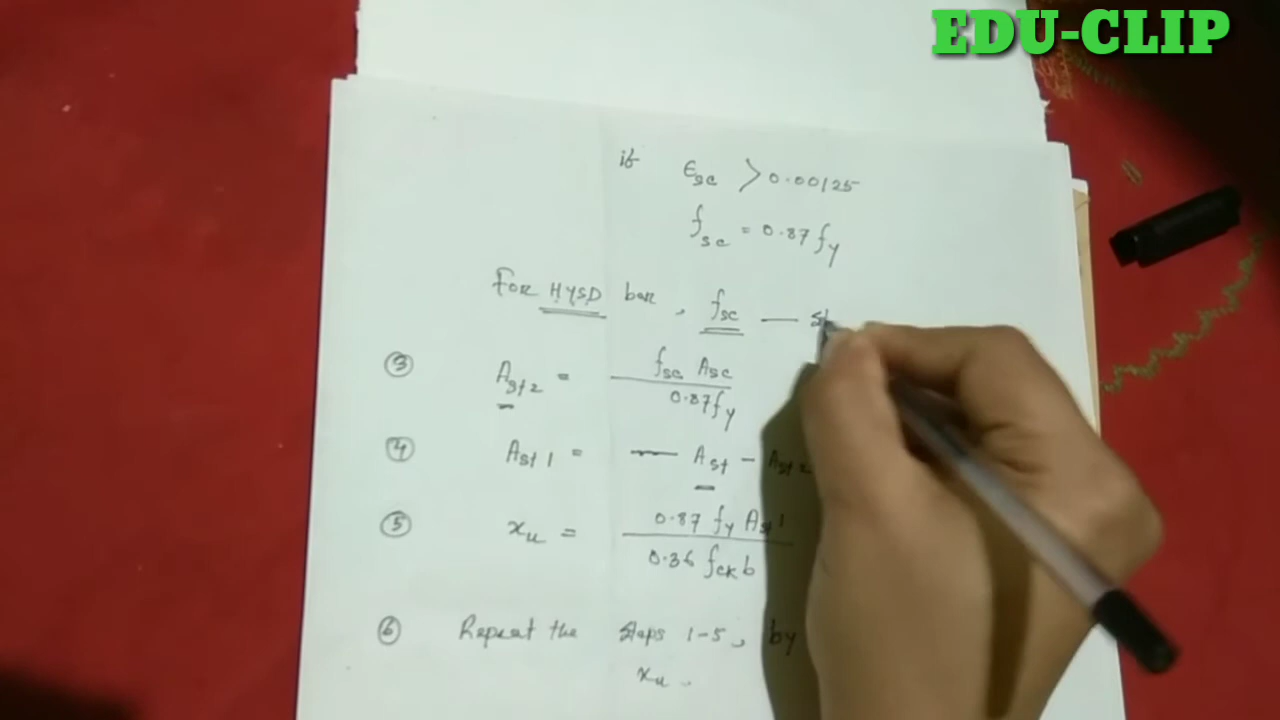 EDU-CLIP
if ϵsc > 0.00125
fsc = 0.87 fy
For HYSD bar, fsc —
③ Ast2 = fsc Asc / 0.87fy
④ Ast1 = — Ast - Ast2
⑤ xu = 0.87 fy Ast1 / 0.36 fck b
⑥ Repeat the steps 1-5, by
xu.